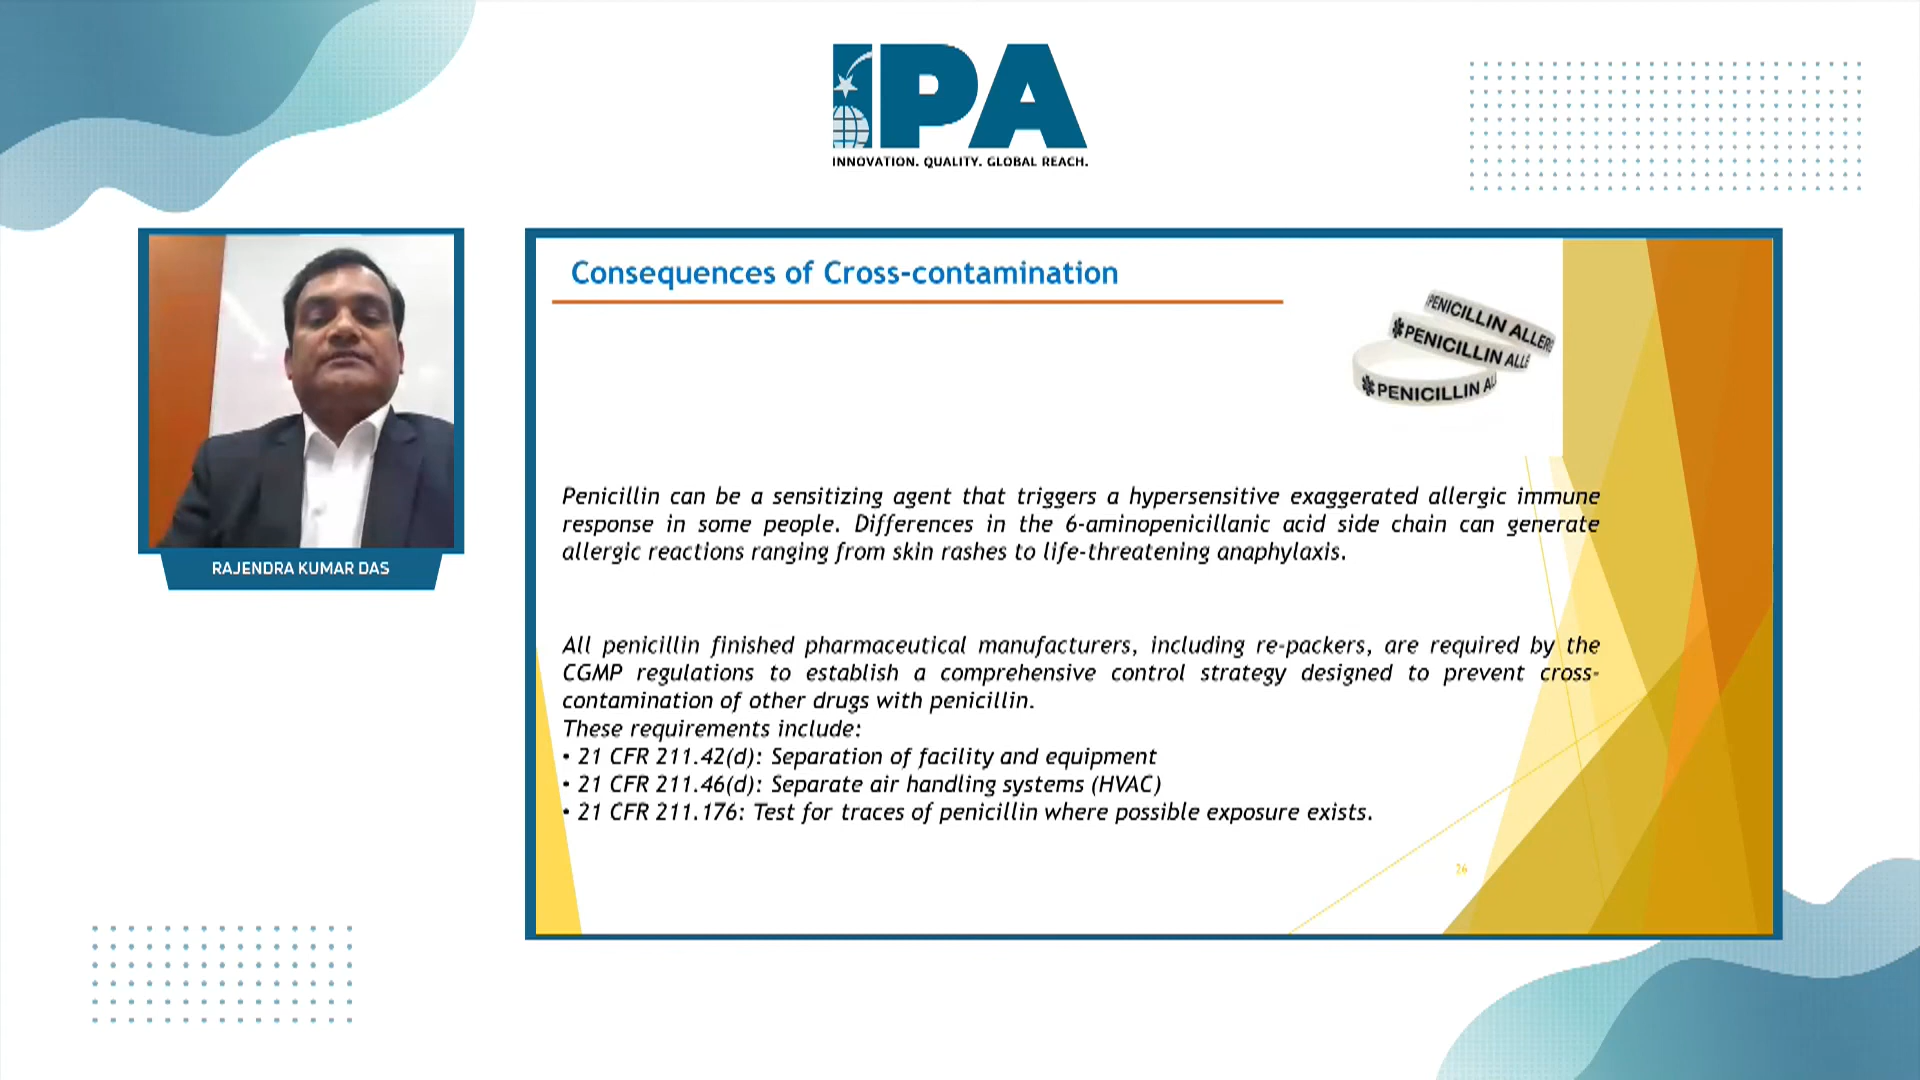 IPA
INNOVATION. QUALITY. GLOBAL REACH.
RAJENDRA KUMAR DAS
Consequences of Cross-contamination
PENICILLIN ALLER
PENICILLIN ALLE
PENICILLIN AL
Penicillin can be a sensitizing agent that triggers a hypersensitive exaggerated allergic immune
response in some people. Differences in the 6-aminopenicillanic acid side chain can generate
allergic reactions ranging from skin rashes to life-threatening anaphylaxis.
All penicillin finished pharmaceutical manufacturers, including re-packers, are required by the
CGMP regulations to establish a comprehensive control strategy designed to prevent cross-
contamination of other drugs with penicillin.
These requirements include:
• 21 CFR 211.42(d): Separation of facility and equipment
• 21 CFR 211.46(d): Separate air handling systems (HVAC)
• 21 CFR 211.176: Test for traces of penicillin where possible exposure exists.
26